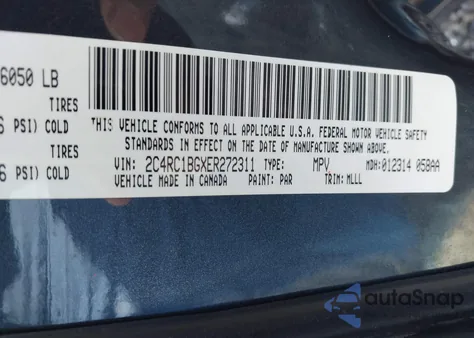 6050 LB
TIRES
PSI) COLD
TIRES
6 PSI) COLD
THIS VEHICLE CONFORMS TO ALL APPLICABLE U.S.A. FEDERAL MOTOR VEHICLE SAFETY
STANDARDS IN EFFECT ON THE DATE OF MANUFACTURE SHOWN ABOVE.
VIN: 2C4RC1BGXER272311 TYPE: MPV MDH: 012314 058AA
VEHICLE MADE IN CANADA PAINT: PAR TRIM: MLLL
autoSnap